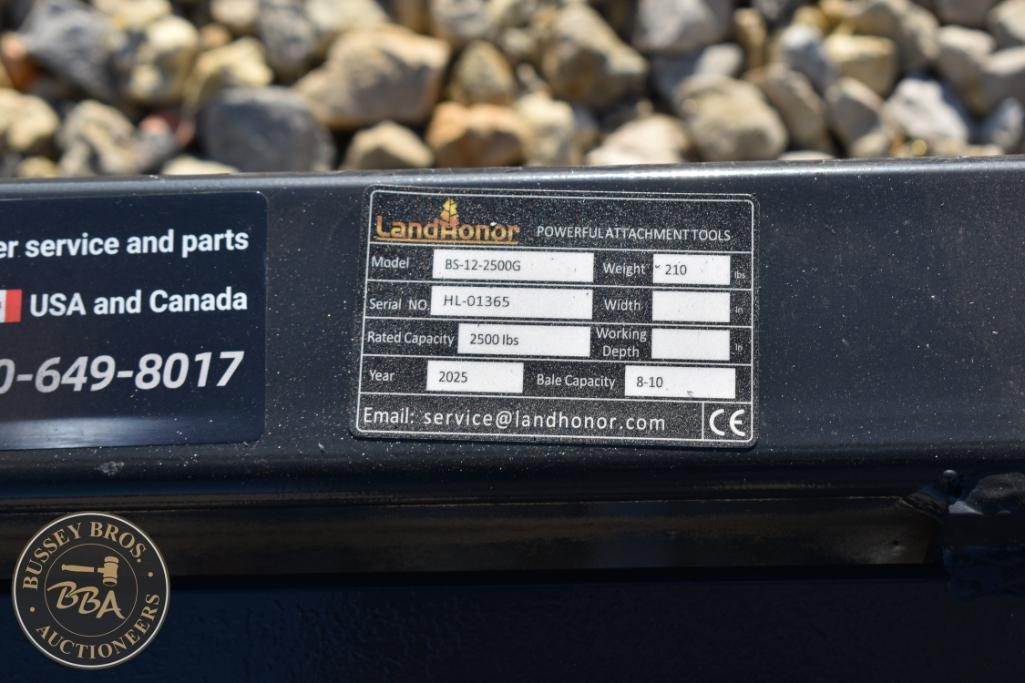 er service and parts
USA and Canada
0-649-8017
LandHonor POWERFUL ATTACHMENT TOOLS
Model BS-12-2500G Weight 210 lbs
Serial NO. HL-01365 Width in
Rated Capacity 2500 lbs Working Depth in
Year 2025 Bale Capacity 8-10
Email: service@landhonor.com CE
BUSSEY BROS.
BBA
AUCTIONEERS